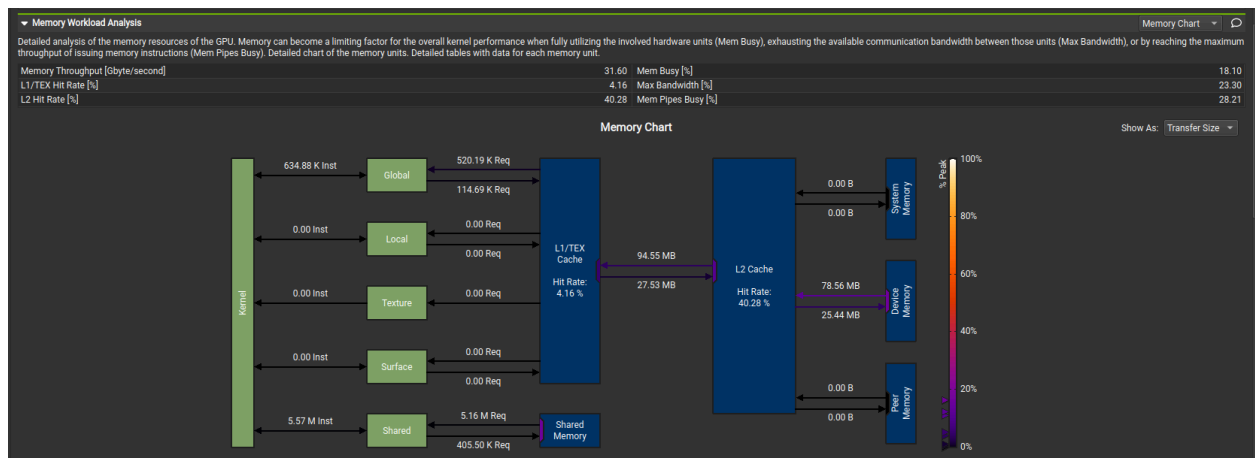 Memory Workload Analysis
Memory Chart
Detailed analysis of the memory resources of the GPU. Memory can become a limiting factor for the overall kernel performance when fully utilizing the involved hardware units (Mem Busy), exhausting the available communication bandwidth between those units (Max Bandwidth), or by reaching the maximum
throughput of issuing memory instructions (Mem Pipes Busy). Detailed chart of the memory units. Detailed tables with data for each memory unit.
Memory Throughput [Gbyte/second] 31.60 Mem Busy [%] 18.10
L1/TEX Hit Rate [%] 4.16 Max Bandwidth [%] 23.30
L2 Hit Rate [%] 40.28 Mem Pipes Busy [%] 28.21
Memory Chart
Show As: Transfer Size
Kernel
634.88 K Inst
Global
520.19 K Req
114.69 K Req
0.00 Inst
Local
0.00 Req
0.00 Req
0.00 Inst
Texture
0.00 Req
0.00 Inst
Surface
0.00 Req
0.00 Req
5.57 M Inst
Shared
5.16 M Req
405.50 K Req
L1/TEX
Cache
Hit Rate:
4.16 %
Shared
Memory
94.55 MB
27.53 MB
L2 Cache
Hit Rate:
40.28 %
0.00 B
0.00 B
System
Memory
78.56 MB
25.44 MB
Device
Memory
0.00 B
0.00 B
Peer
Memory
% Peak
100%
80%
60%
40%
20%
0%